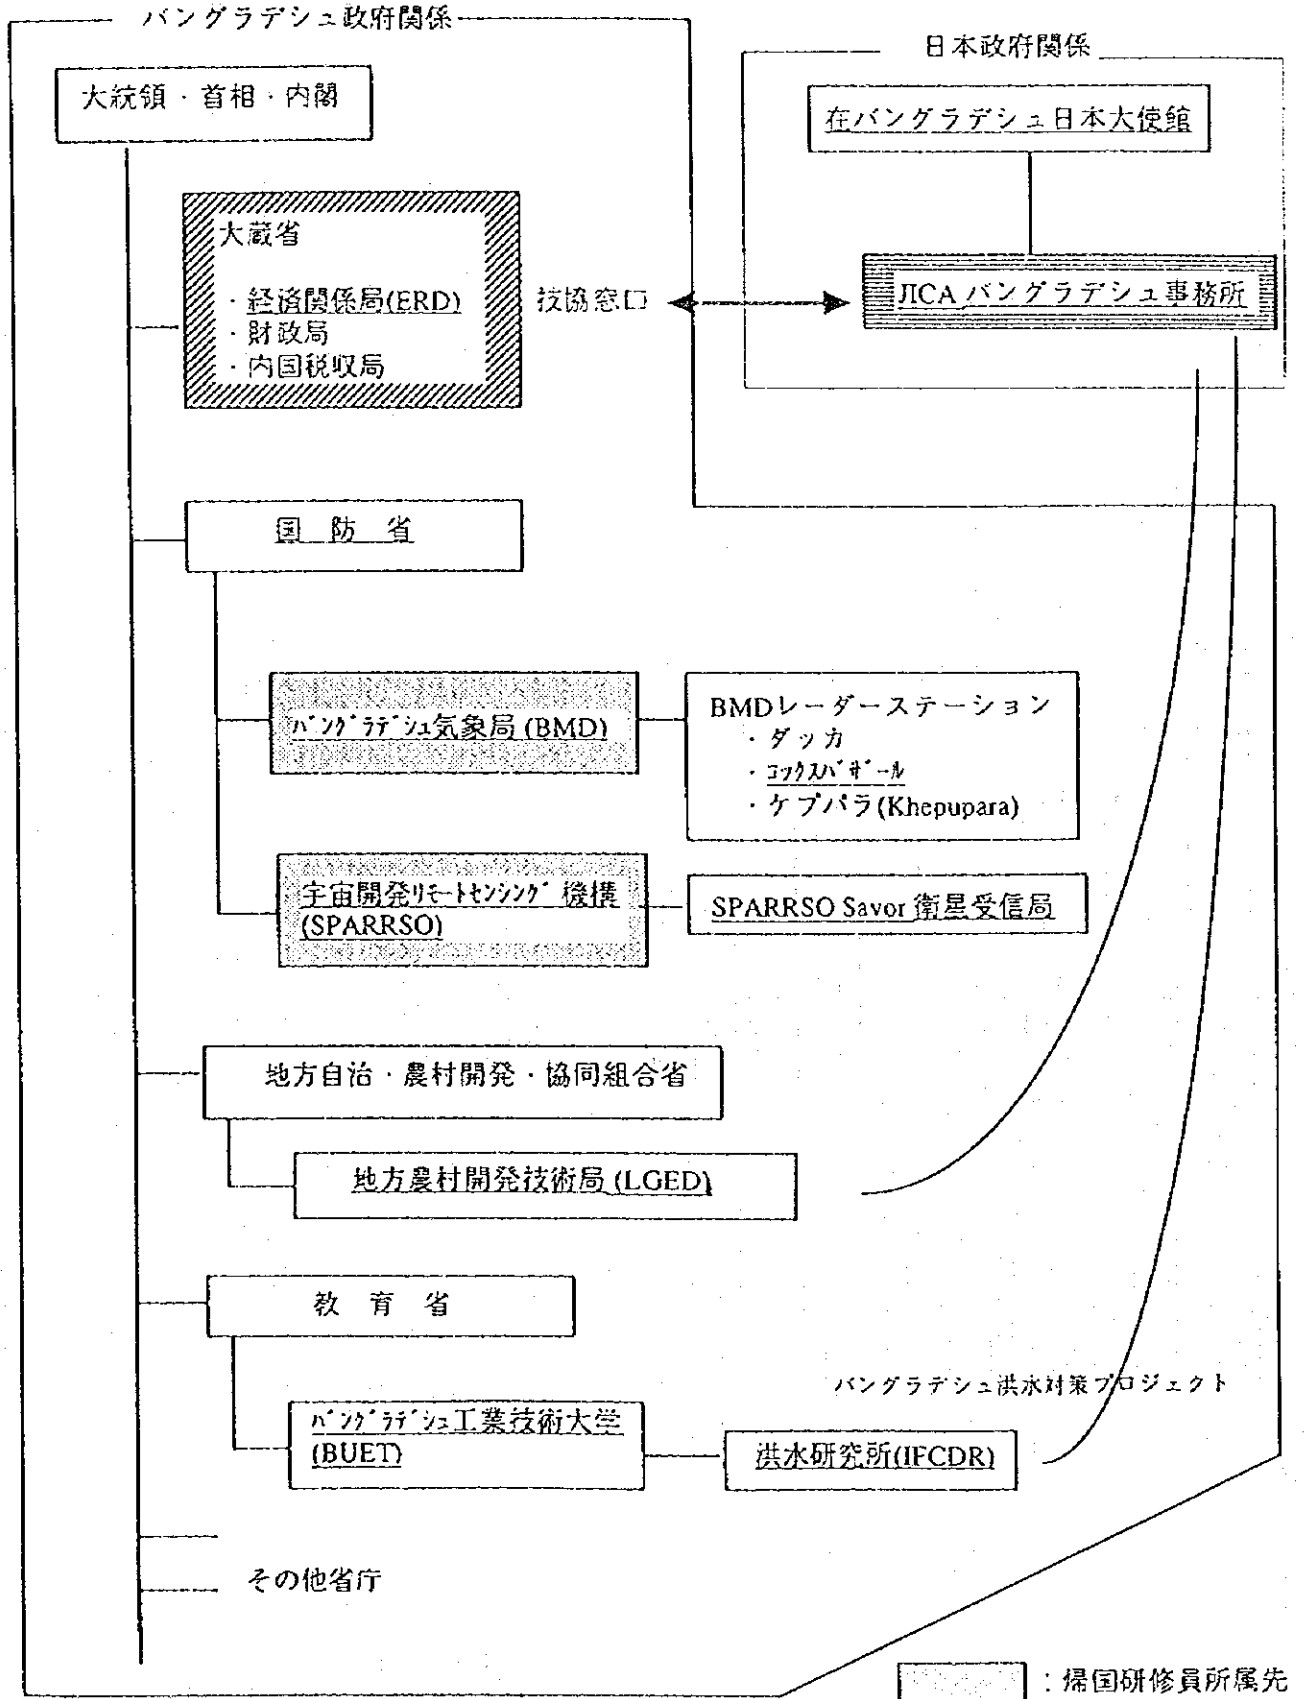 バングラデシュ政府関係
大統領・首相・内閣
日本政府関係
在バングラデシュ日本大使館
大蔵省
・経済関係局(ERD)
・財政局
・内国税収局
技協窓口
JICA バングラデシュ事務所
国 防 省
バングラデシュ気象局 (BMD)
BMDレーダーステーション
・ダッカ
・コックスバザール
・ケプパラ(Khepupara)
宇宙開発リモートセンシング 機構
(SPARRSO)
SPARRSO Savor 衛星受信局
地方自治・農村開発・協同組合省
地方農村開発技術局 (LGED)
教 育 省
バングラデシュ洪水対策プロジェクト
バングラデシュ工業技術大学
(BUET)
洪水研究所(IFCDR)
その他省庁
:帰国研修員所属先